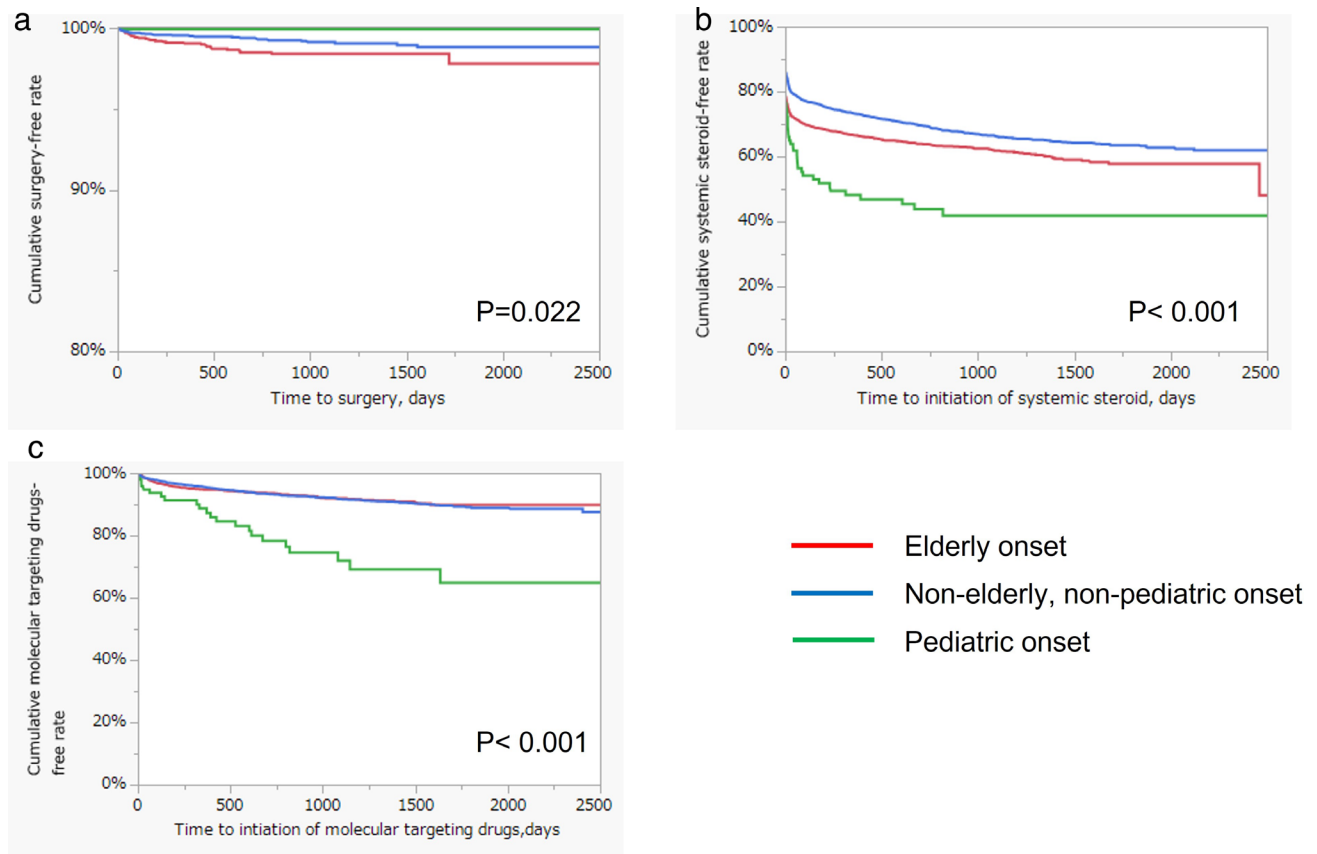 a
100%
90%
80%
Cumulative surgery-free rate
P=0.022
0 500 1000 1500 2000 2500
Time to surgery, days
b
100%
80%
60%
40%
20%
0%
Cumulative systemic steroid-free rate
P< 0.001
0 500 1000 1500 2000 2500
Time to initiation of systemic steroid, days
c
100%
80%
60%
40%
20%
0%
Cumulative molecular targeting drugs-
free rate
P< 0.001
0 500 1000 1500 2000 2500
Time to intiation of molecular targeting drugs,days
Elderly onset
Non-elderly, non-pediatric onset
Pediatric onset